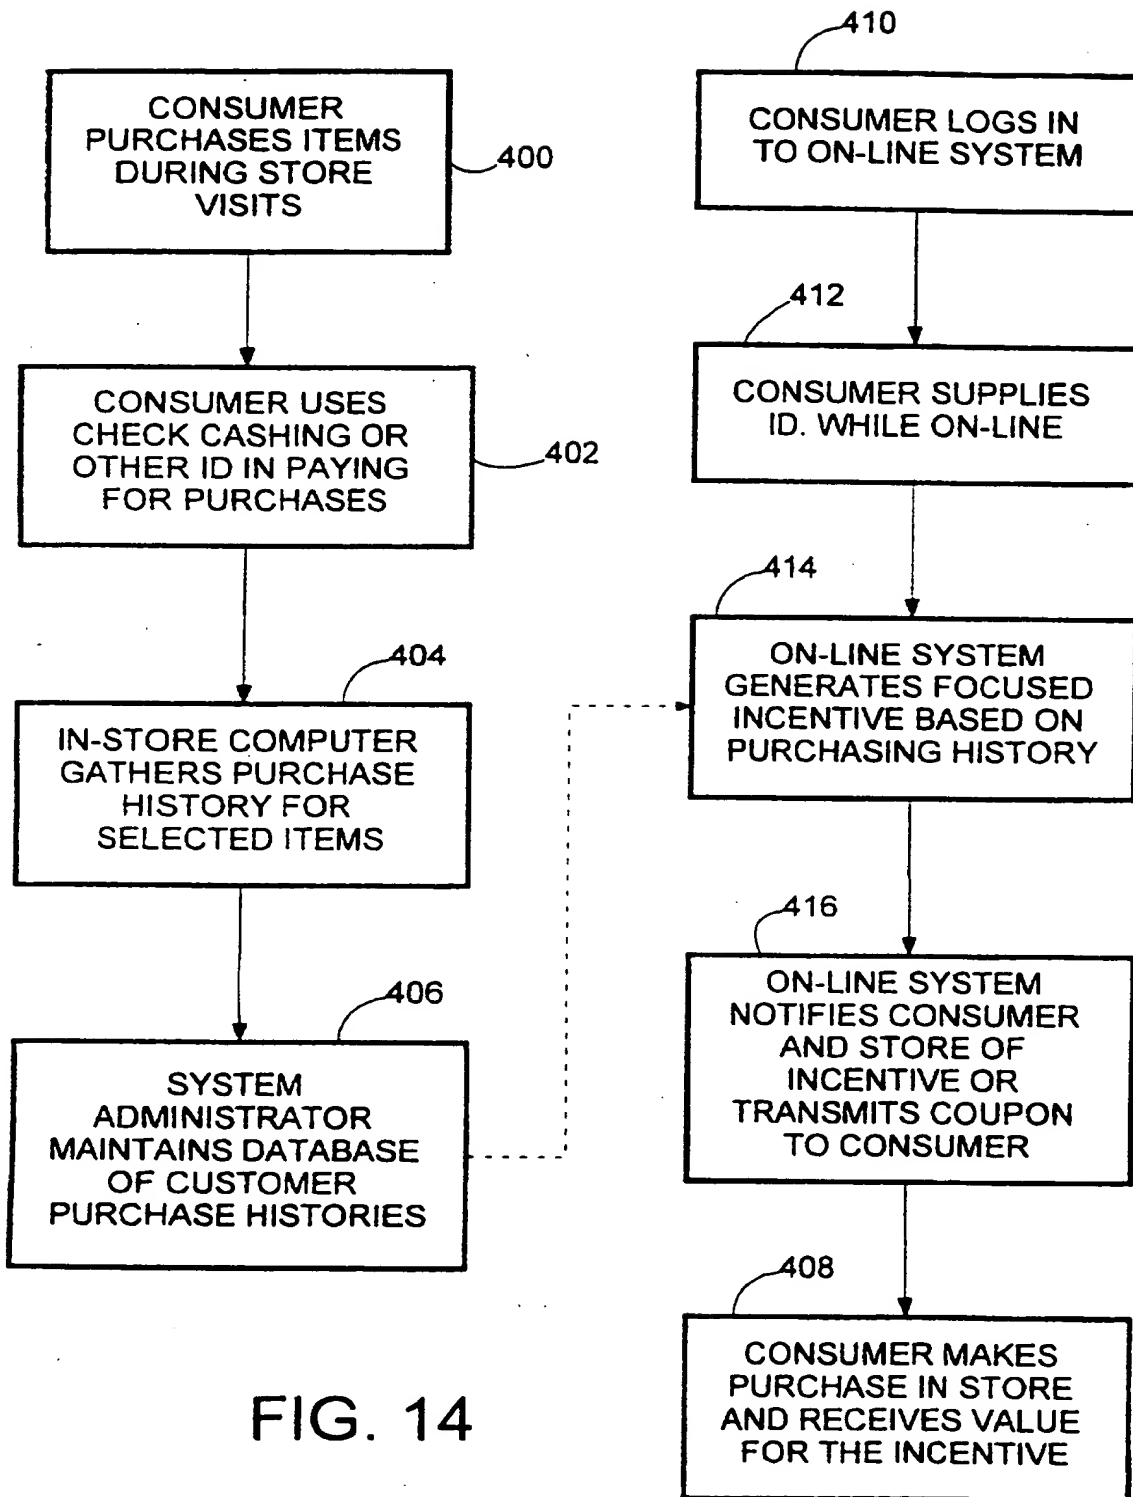 CONSUMER
PURCHASES ITEMS
DURING STORE
VISITS
400
CONSUMER USES
CHECK CASHING OR
OTHER ID IN PAYING
FOR PURCHASES
402
404
IN-STORE COMPUTER
GATHERS PURCHASE
HISTORY FOR
SELECTED ITEMS
406
SYSTEM
ADMINISTRATOR
MAINTAINS DATABASE
OF CUSTOMER
PURCHASE HISTORIES
410
CONSUMER LOGS IN
TO ON-LINE SYSTEM
412
CONSUMER SUPPLIES
ID. WHILE ON-LINE
414
ON-LINE SYSTEM
GENERATES FOCUSED
INCENTIVE BASED ON
PURCHASING HISTORY
416
ON-LINE SYSTEM
NOTIFIES CONSUMER
AND STORE OF
INCENTIVE OR
TRANSMITS COUPON
TO CONSUMER
408
CONSUMER MAKES
PURCHASE IN STORE
AND RECEIVES VALUE
FOR THE INCENTIVE
FIG. 14